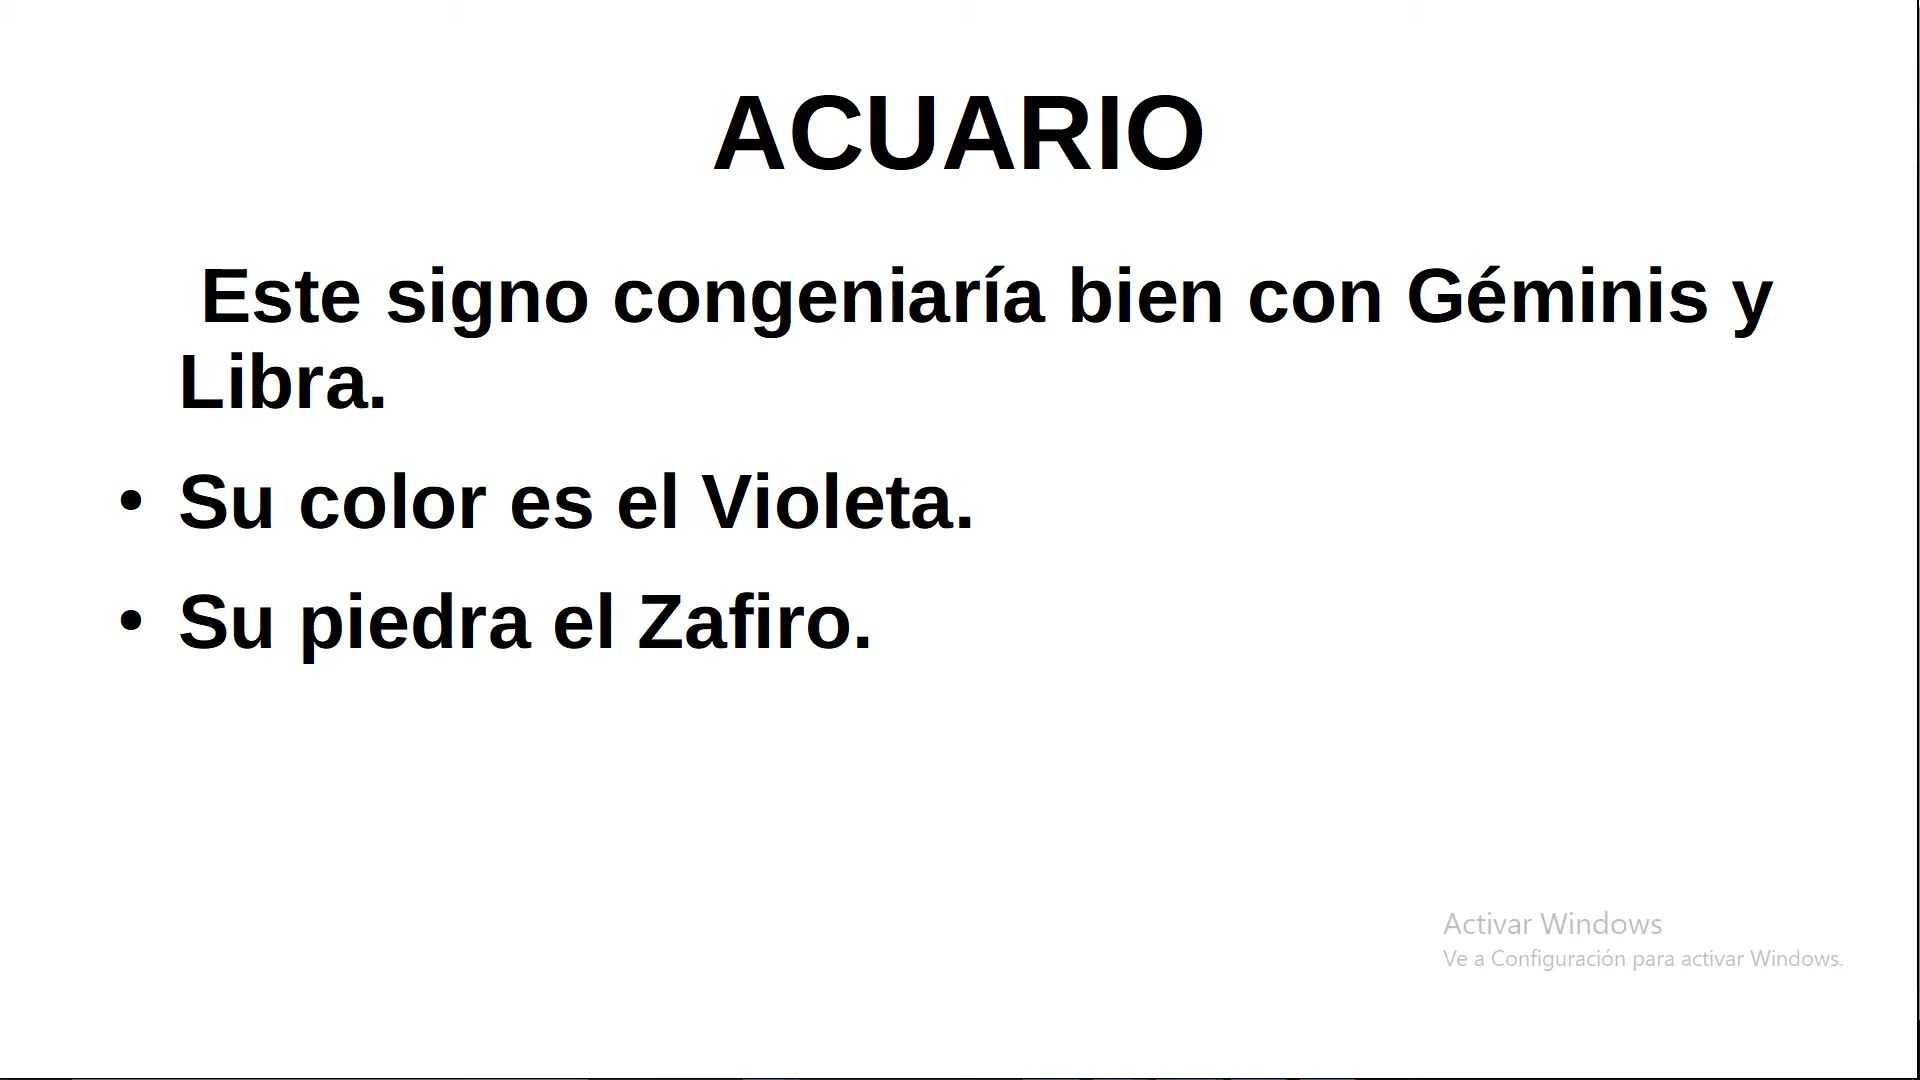 ACUARIO
Este signo congeniaría bien con Géminis y
Libra.
• Su color es el Violeta.
• Su piedra el Zafiro.
Activar Windows
Ve a Configuración para activar Windows.